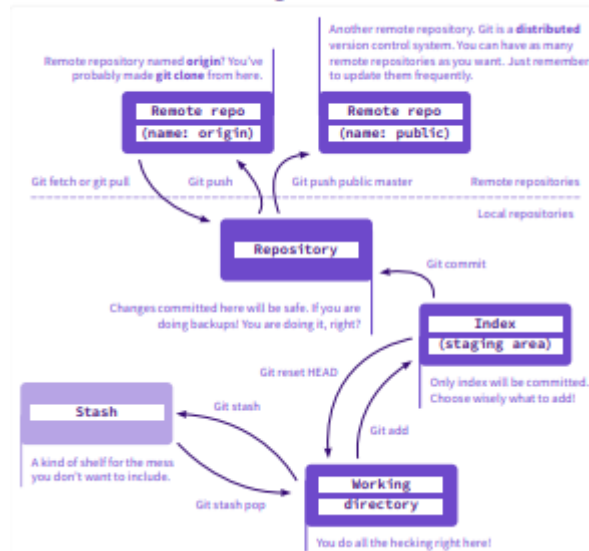 Another remote repository. Git is a distributed
version control system. You can have as many
remote repositories as you want. Just remember
to update them frequently.
Remote repository named origin? You've
probably made git clone from here.
Remote repo
(name: origin)
Remote repo
(name: public)
Git fetch or git pull
Git push
Git push public master
Remote repositories
Local repositories
Repository
Git commit
Changes committed here will be safe. If you are
doing backups! You are doing it, right?
Index
(staging area)
Git reset HEAD
Only index will be committed.
Choose wisely what to add!
Stash
Git stash
Git add
A kind of shelf for the mess
you don't want to include.
Git stash pop
Working
directory
You do all the hecking right here!